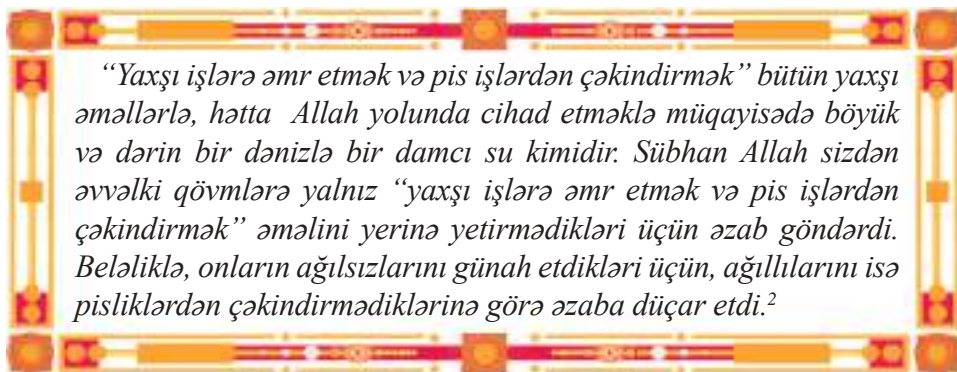 “Yaxşı işlərə əmr etmək və pis işlərdən çəkindirmək” bütün yaxşı
əməllərlə, hətta Allah yolunda cihad etməklə müqayisədə böyük
və dərin bir dənizlə bir damcı su kimidir. Sübhan Allah sizdən
əvvəlki qövmlərə yalnız “yaxşı işlərə əmr etmək və pis işlərdən
çəkindirmək” əməlini yerinə yetirmədikləri üçün əzab göndərdi.
Beləliklə, onların ağılsızlarını günah etdikləri üçün, ağıllılarını isə
pisliklərdən çəkindirmədiklərinə görə əzaba düçar etdi.²